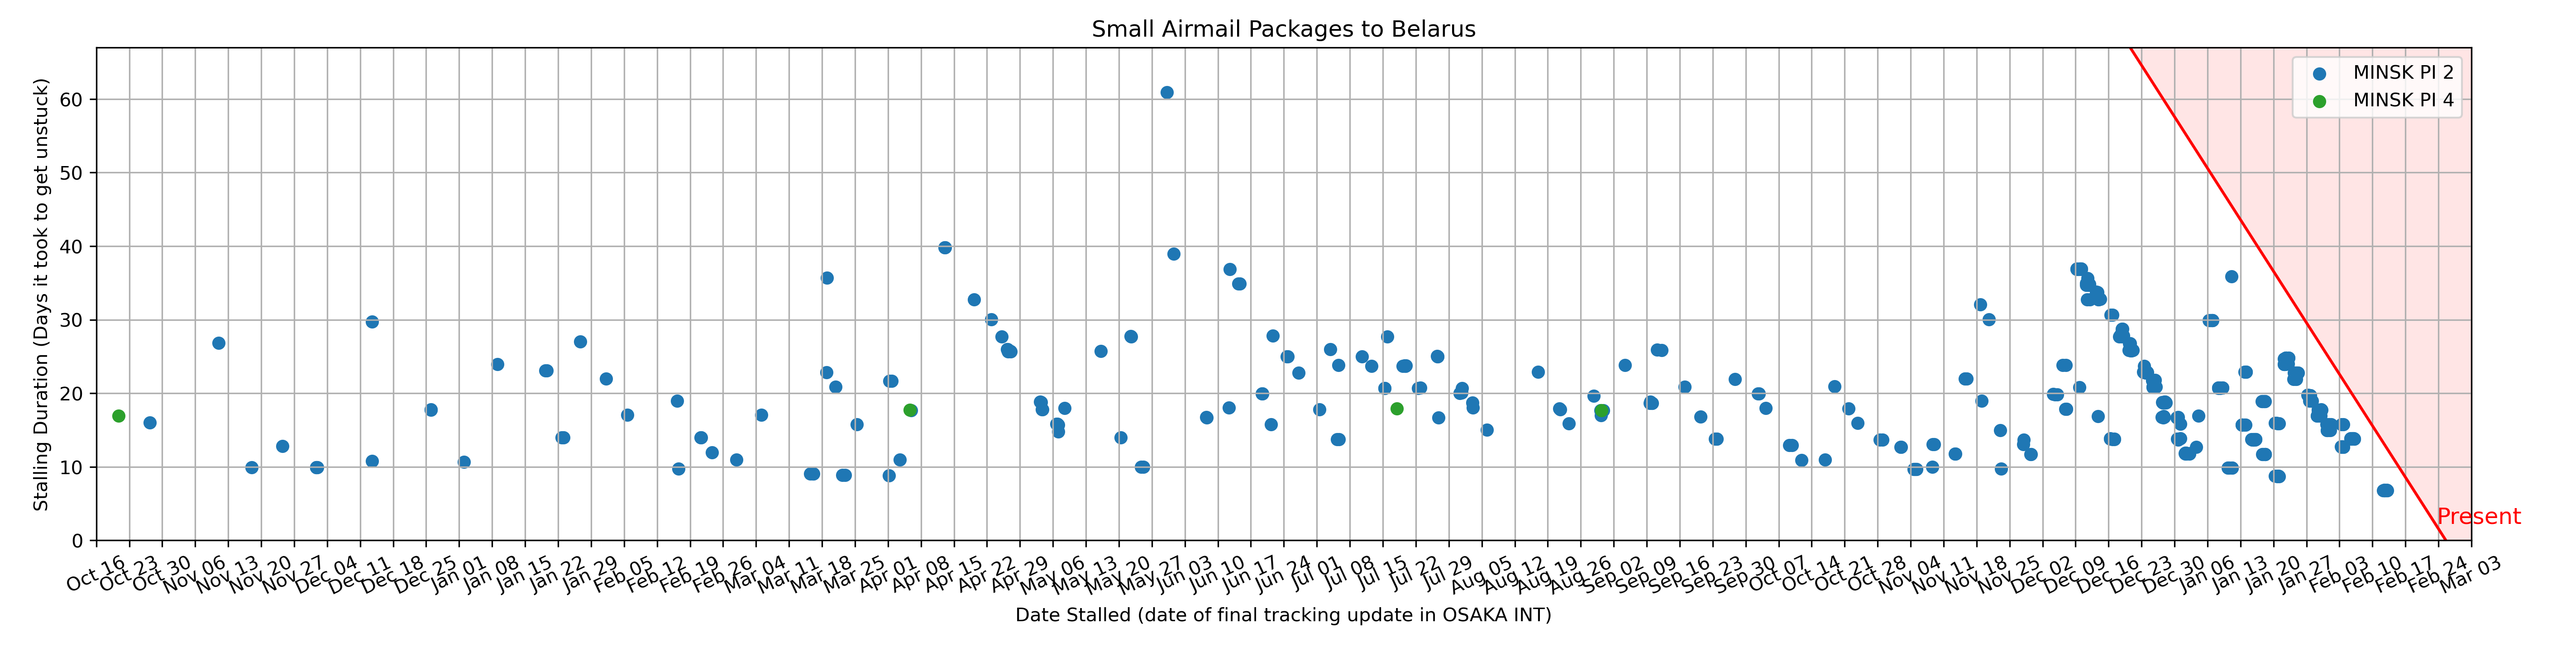 Small Airmail Packages to Belarus
Stalling Duration (Days it took to get unstuck)
60
50
40
30
20
10
0
MINSK PI 2
MINSK PI 4
Present
Oct 16
Oct 23
Oct 30
Nov 06
Nov 13
Nov 20
Nov 27
Dec 04
Dec 11
Dec 18
Dec 25
Jan 01
Jan 08
Jan 15
Jan 22
Jan 29
Feb 05
Feb 12
Feb 19
Feb 26
Mar 04
Mar 11
Mar 18
Mar 25
Apr 01
Apr 08
Apr 15
Apr 22
Apr 29
May 06
May 13
May 20
May 27
Jun 03
Jun 10
Jun 17
Jun 24
Jul 01
Jul 08
Jul 15
Jul 22
Jul 29
Aug 05
Aug 12
Aug 19
Aug 26
Sep 02
Sep 09
Sep 16
Sep 23
Sep 30
Oct 07
Oct 14
Oct 21
Oct 28
Nov 04
Nov 11
Nov 18
Nov 25
Dec 02
Dec 09
Dec 16
Dec 23
Dec 30
Jan 06
Jan 13
Jan 20
Jan 27
Feb 03
Feb 10
Feb 17
Feb 24
Mar 03
Date Stalled (date of final tracking update in OSAKA INT)